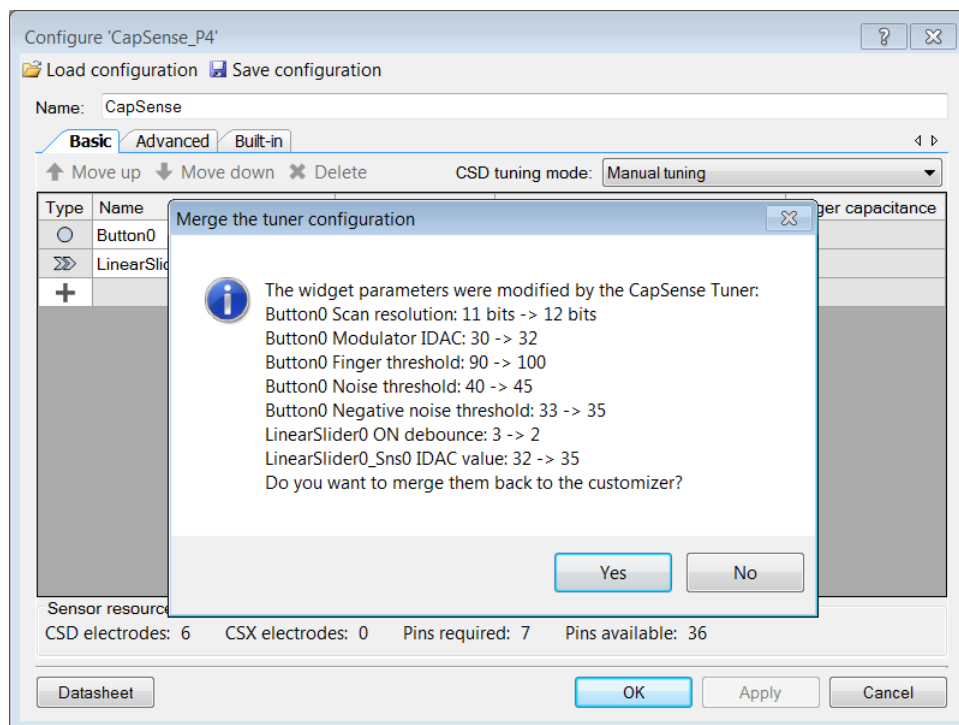 Configure 'CapSense_P4'
Load configuration Save configuration
Name: CapSense
Basic Advanced Built-in
Move up Move down Delete CSD tuning mode: Manual tuning
Type Name capacitance
Merge the tuner configuration
Button0
The widget parameters were modified by the CapSense Tuner:
Button0 Scan resolution: 11 bits -> 12 bits
Button0 Modulator IDAC: 30 -> 32
Button0 Finger threshold: 90 -> 100
Button0 Noise threshold: 40 -> 45
Button0 Negative noise threshold: 33 -> 35
LinearSlider0 ON debounce: 3 -> 2
LinearSlider0_Sns0 IDAC value: 32 -> 35
Do you want to merge them back to the customizer?
Yes No
Sensor
CSD electrodes: 6 CSX electrodes: 0 Pins required: 7 Pins available: 36
Datasheet OK Apply Cancel